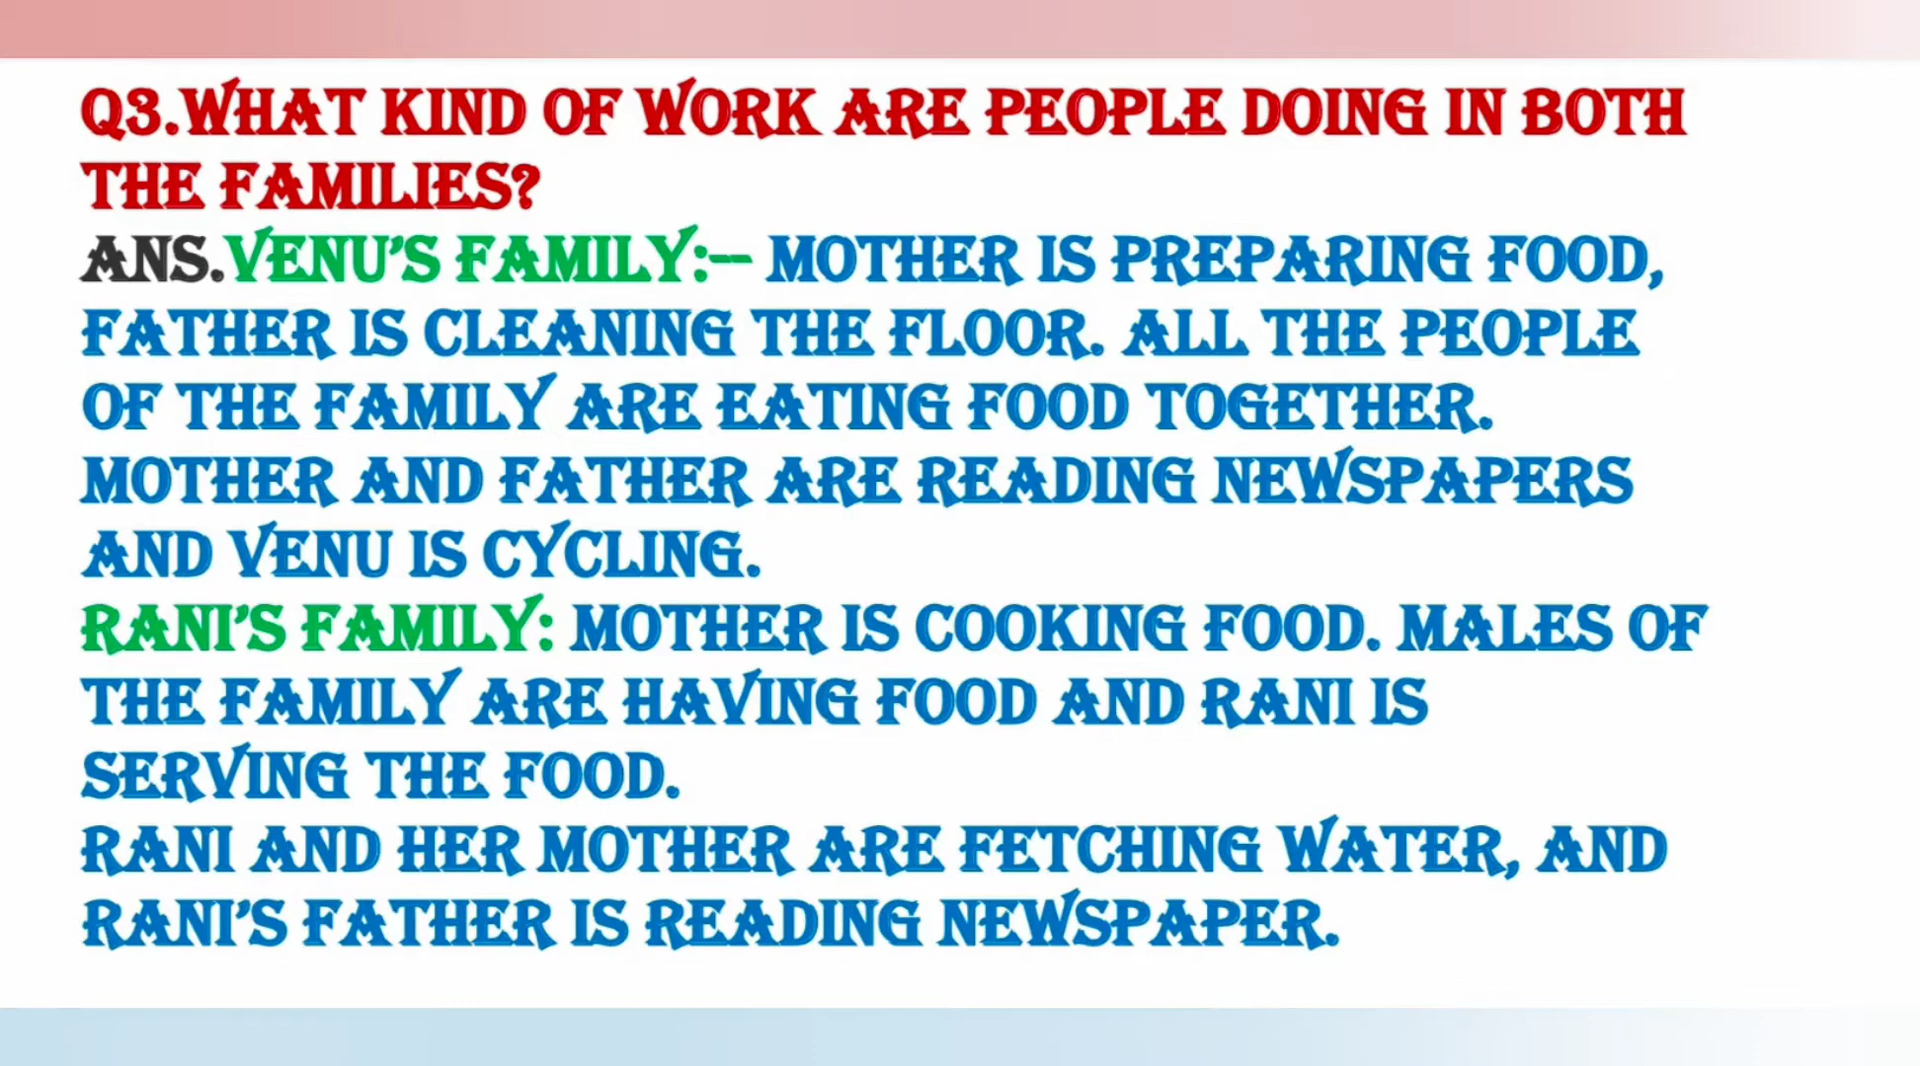 Q3.WHAT KIND OF WORK ARE PEOPLE DOING IN BOTH
THE FAMILIES?
ANS.VENU'S FAMILY:-- MOTHER IS PREPARING FOOD,
FATHER IS CLEANING THE FLOOR. ALL THE PEOPLE
OF THE FAMILY ARE EATING FOOD TOGETHER.
MOTHER AND FATHER ARE READING NEWSPAPERS
AND VENU IS CYCLING.
RANI'S FAMILY: MOTHER IS COOKING FOOD. MALES OF
THE FAMILY ARE HAVING FOOD AND RANI IS
SERVING THE FOOD.
RANI AND HER MOTHER ARE FETCHING WATER, AND
RANI'S FATHER IS READING NEWSPAPER.